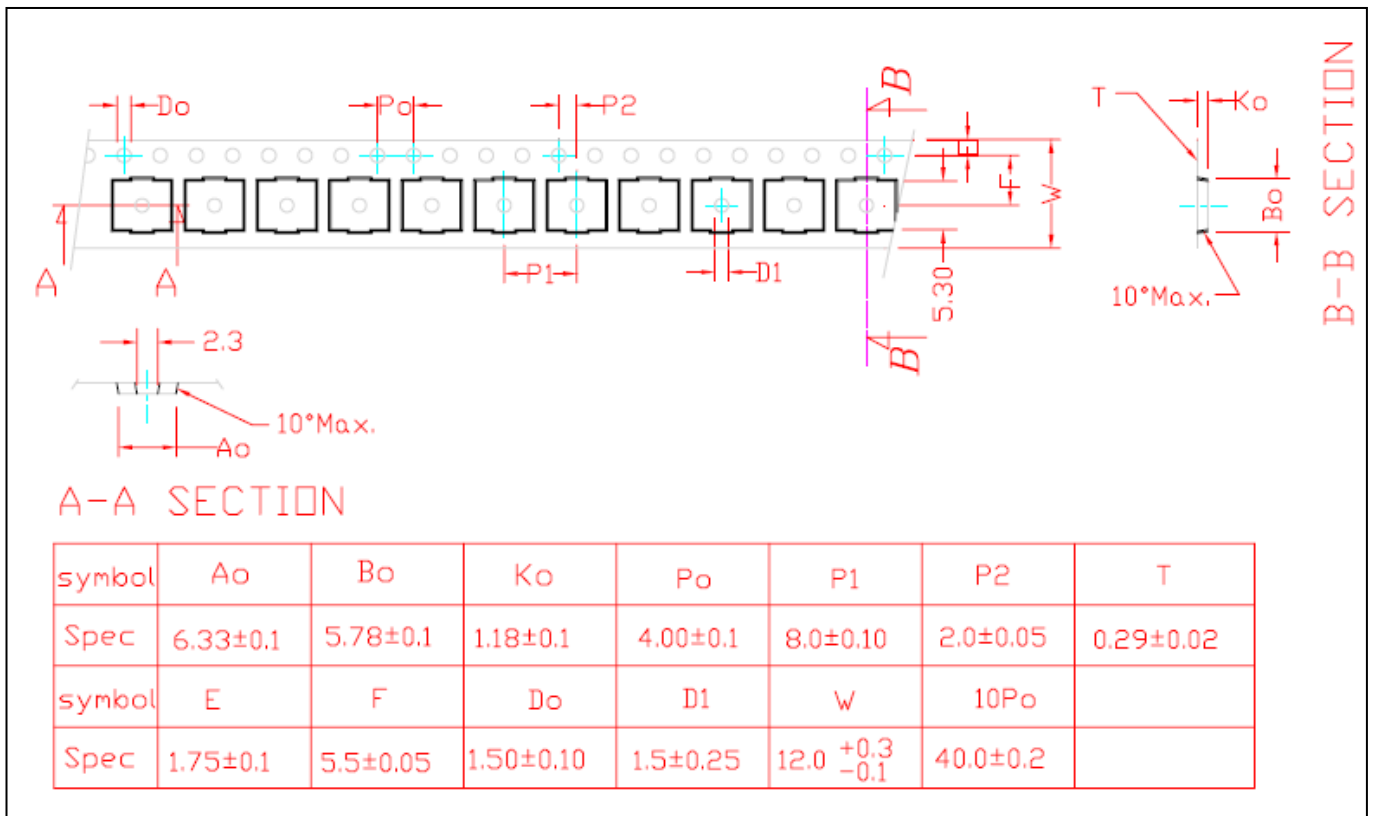 Do
Po
P2
B
T
Ko
E
F
W
Bo
A
A
P1
D1
5.30
B
10°Max.
B-B SECTION
2.3
10°Max.
Ao
A-A SECTION
symbol Ao Bo Ko Po P1 P2 T
Spec 6.33±0.1 5.78±0.1 1.18±0.1 4.00±0.1 8.0±0.10 2.0±0.05 0.29±0.02
symbol E F Do D1 W 10Po
Spec 1.75±0.1 5.5±0.05 1.50±0.10 1.5±0.25 12.0 +0.3 -0.1 40.0±0.2